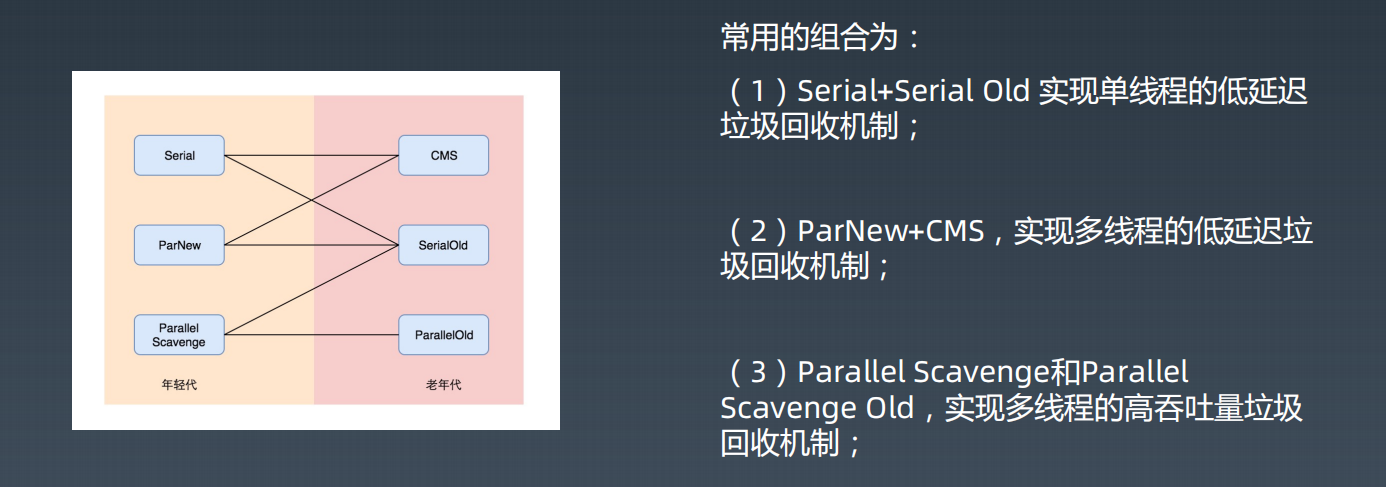 Serial
CMS
ParNew
SerialOld
Parallel
Scavenge
ParallelOld
年轻代
老年代
常用的组合为：
（1）Serial+Serial Old 实现单线程的低延迟
垃圾回收机制；
（2）ParNew+CMS，实现多线程的低延迟垃
圾回收机制；
（3）Parallel Scavenge和Parallel
Scavenge Old，实现多线程的高吞吐量垃圾
回收机制；